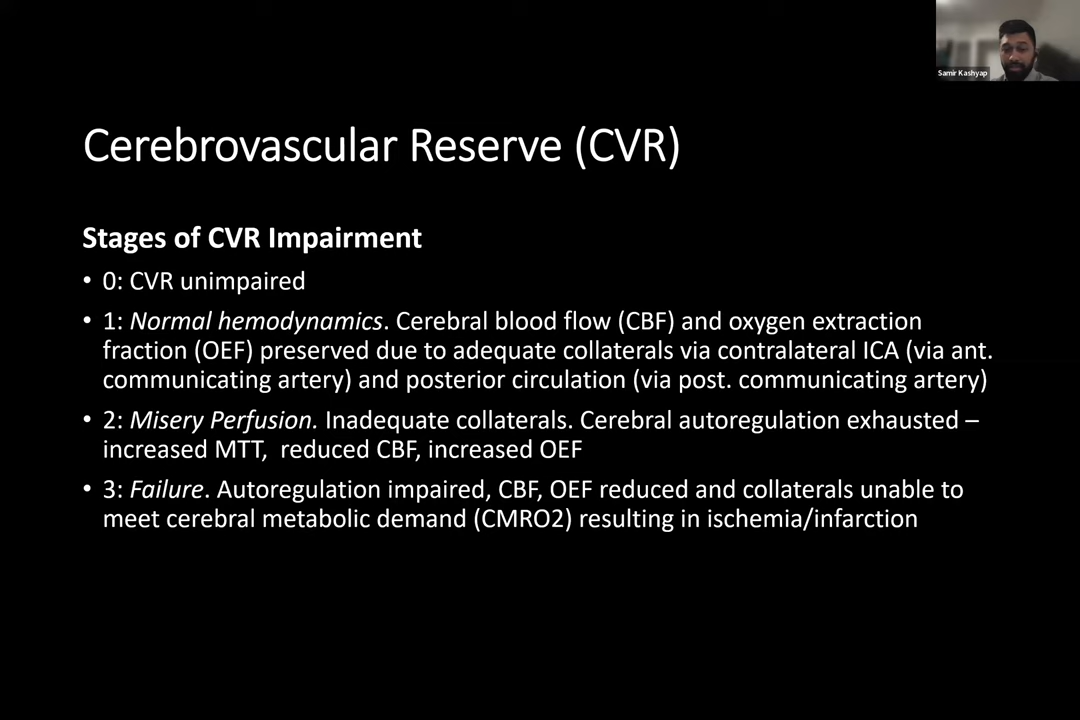 Samir Kashyap
Cerebrovascular Reserve (CVR)
Stages of CVR Impairment
• 0: CVR unimpaired
• 1: Normal hemodynamics. Cerebral blood flow (CBF) and oxygen extraction
fraction (OEF) preserved due to adequate collaterals via contralateral ICA (via ant.
communicating artery) and posterior circulation (via post. communicating artery)
• 2: Misery Perfusion. Inadequate collaterals. Cerebral autoregulation exhausted –
increased MTT,  reduced CBF, increased OEF
• 3: Failure. Autoregulation impaired, CBF, OEF reduced and collaterals unable to
meet cerebral metabolic demand (CMRO2) resulting in ischemia/infarction